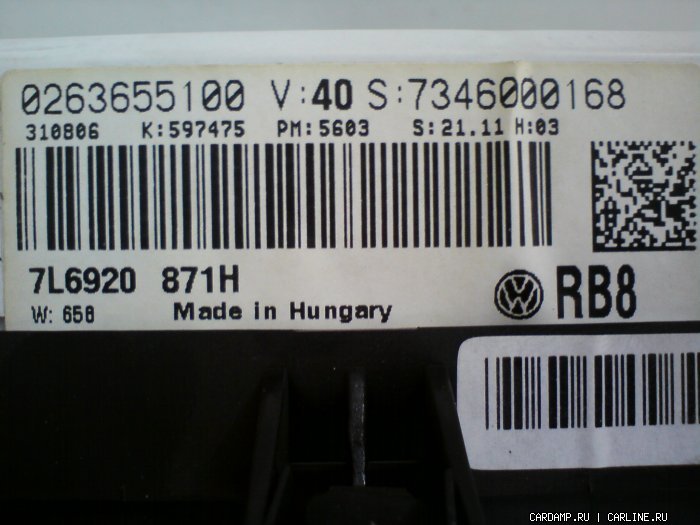 0263655100 V:40 S:7346000168
310806 K:597475 PM:5603 S:21.11 H:03
7L6920 871H
RB8
W: 658 Made in Hungary
CARDAMP.RU | CARLINE.RU